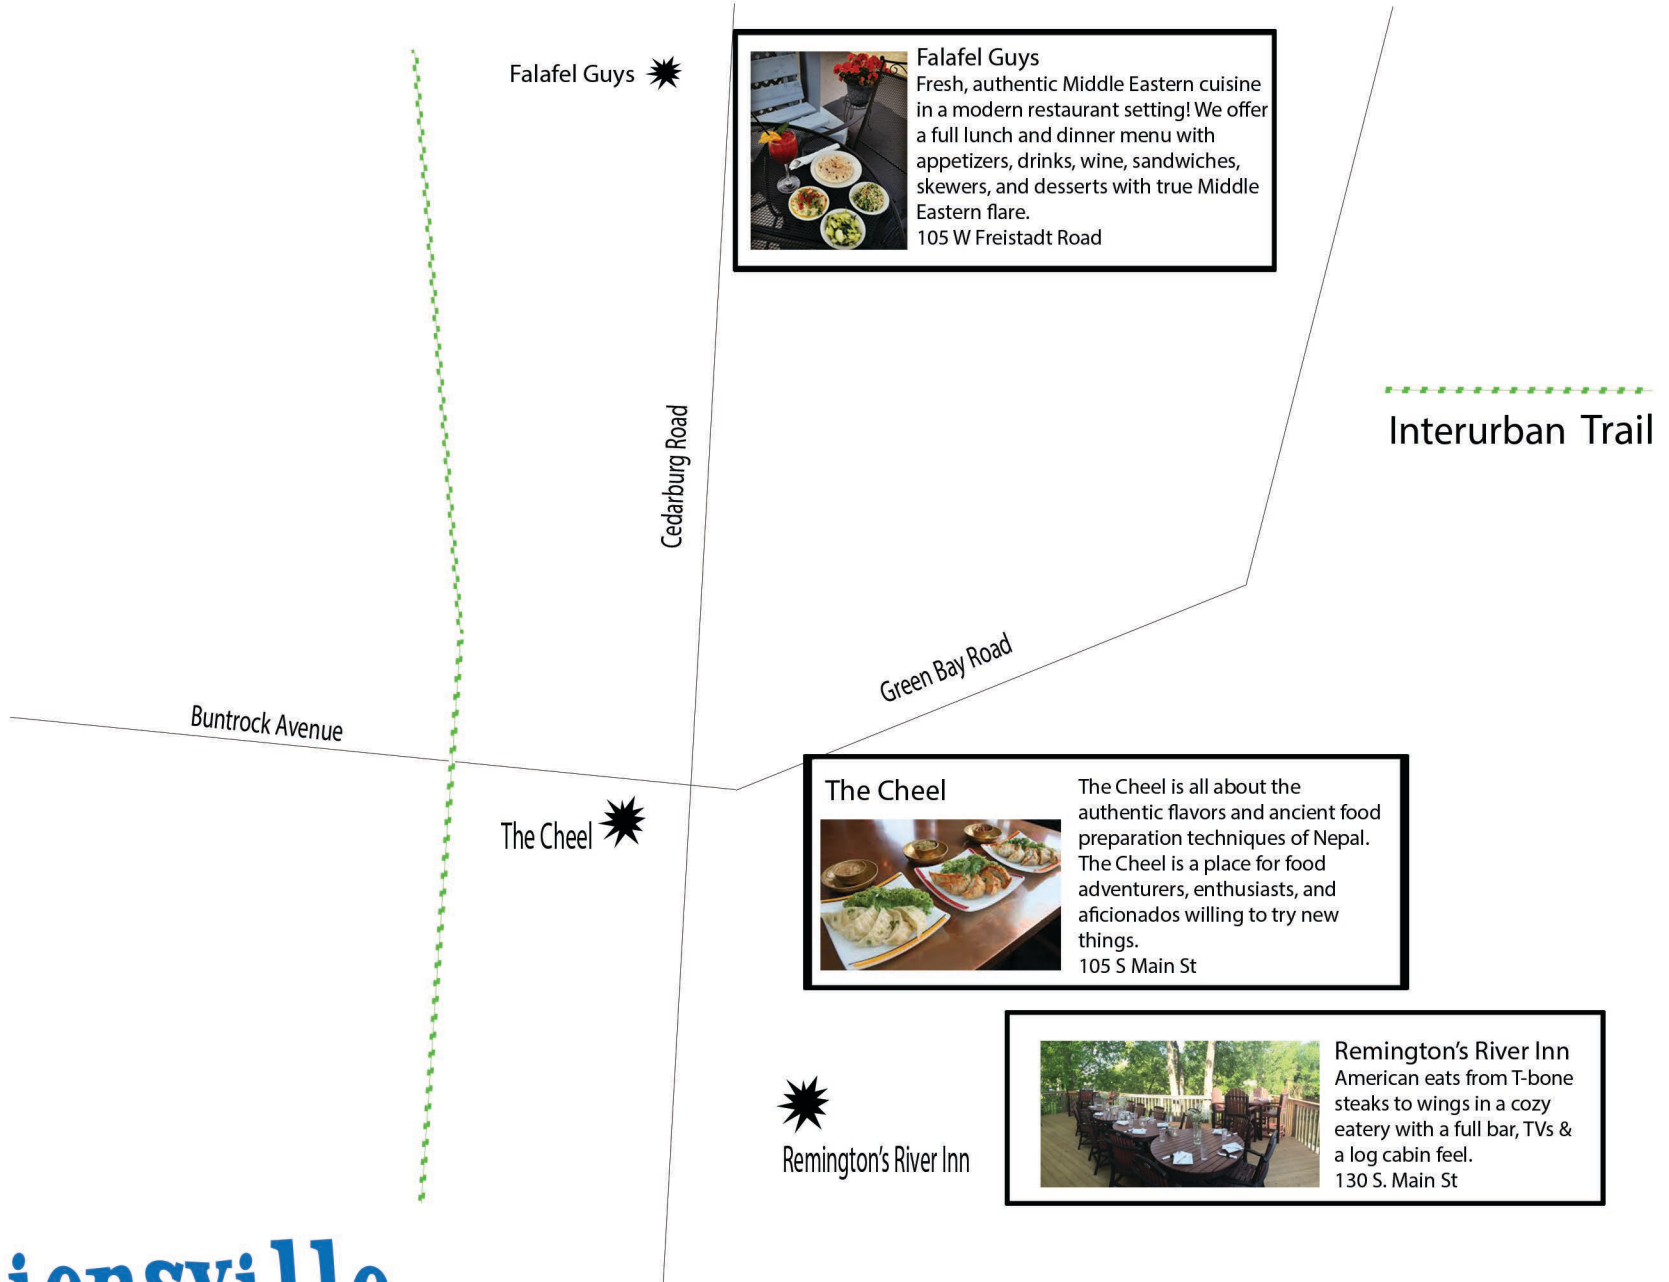 Falafel Guys
Falafel Guys
Fresh, authentic Middle Eastern cuisine
in a modern restaurant setting! We offer
a full lunch and dinner menu with
appetizers, drinks, wine, sandwiches,
skewers, and desserts with true Middle
Eastern flare.
105 W Freistadt Road
Cedarburg Road
Interurban Trail
Green Bay Road
Buntrock Avenue
The Cheel
The Cheel
The Cheel is all about the
authentic flavors and ancient food
preparation techniques of Nepal.
The Cheel is a place for food
adventurers, enthusiasts, and
aficionados willing to try new
things.
105 S Main St
Remington's River Inn
Remington's River Inn
American eats from T-bone
steaks to wings in a cozy
eatery with a full bar, TVs &
a log cabin feel.
130 S. Main St